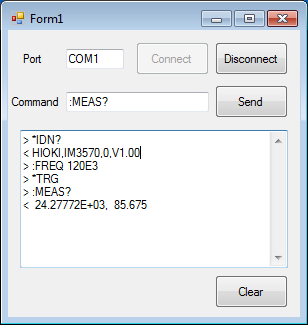 Form1
Port COM1 Connect Disconnect
Command :MEAS? Send
> *IDN?
< HIOKI,IM3570,0,V1.00
> :FREQ 120E3
> *TRG
> :MEAS?
<  24.27772E+03,  85.675
Clear